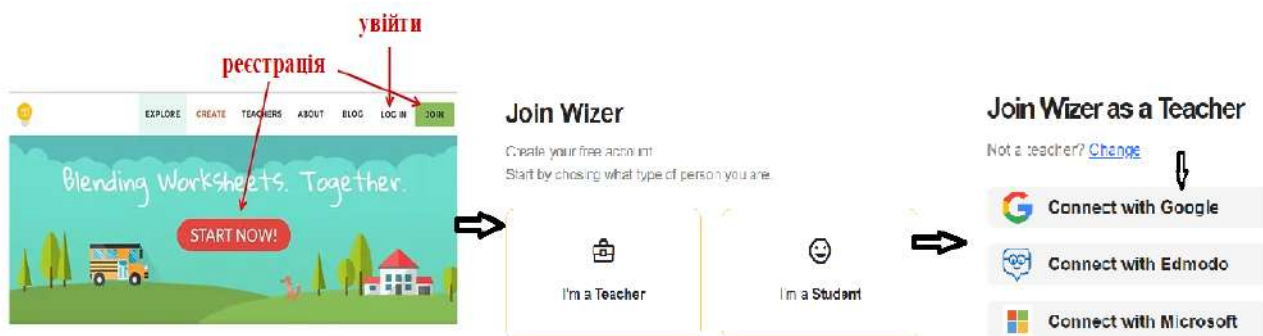 увійти
реєстрація
EXPLORE CREATE TEACHERS ABOUT BLOG LOG IN JOIN
Blending Worksheets. Together.
START NOW!
Join Wizer
Create your free account
Start by chosing what type of person you are.
I'm a Teacher
I'm a Student
Join Wizer as a Teacher
Not a teacher? Change
Connect with Google
Connect with Edmodo
Connect with Microsoft